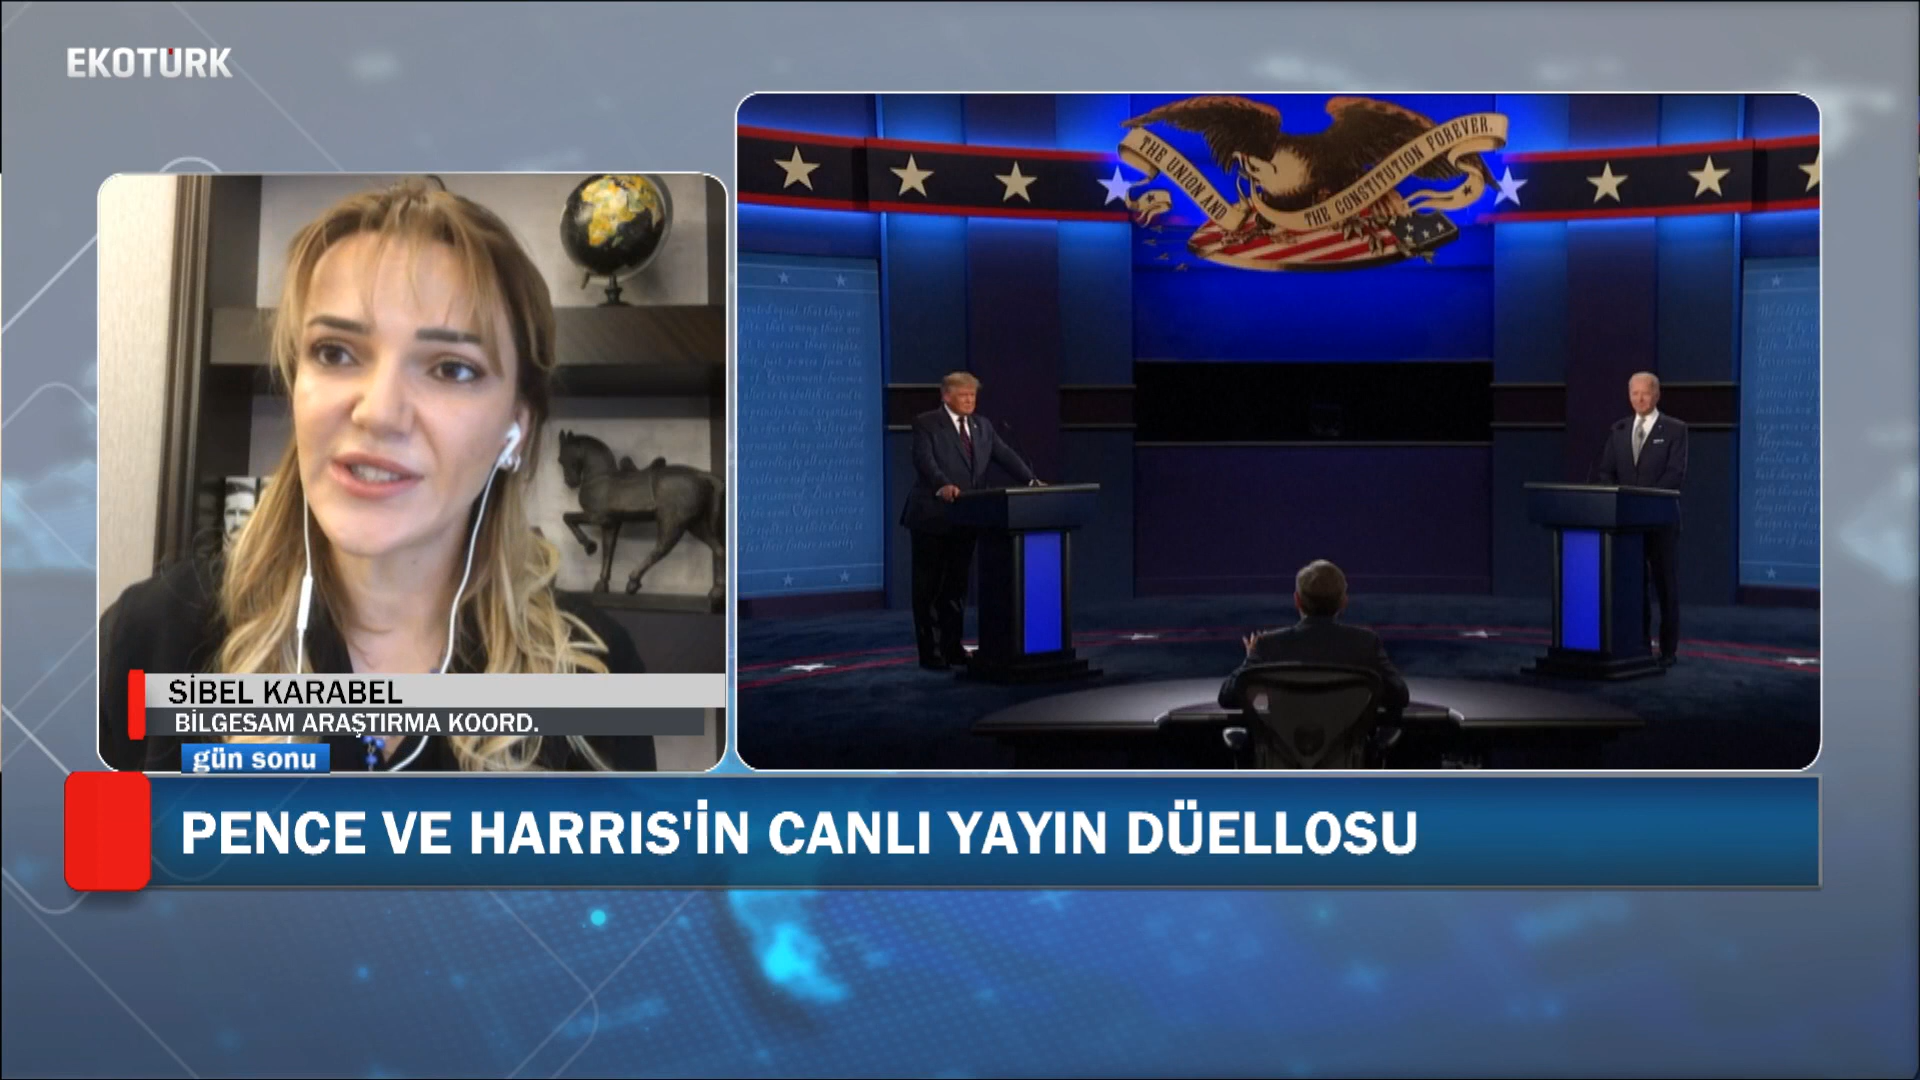 EKOTÜRK
THE UNION AND
THE CONSTITUTION FOREVER.
SİBEL KARABEL
BİLGESAM ARAŞTIRMA KOORD.
gün sonu
PENCE VE HARRIS'İN CANLI YAYIN DÜELLOSU